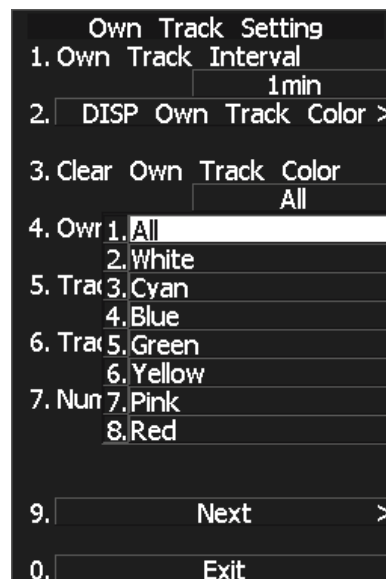 Own Track Setting
1. Own Track Interval
1min
2. DISP Own Track Color >
3. Clear Own Track Color
All
4. Own
1. All
2. White
5. Trac
3. Cyan
4. Blue
6. Trac
5. Green
6. Yellow
7. Num
7. Pink
8. Red
9. Next >
0. Exit